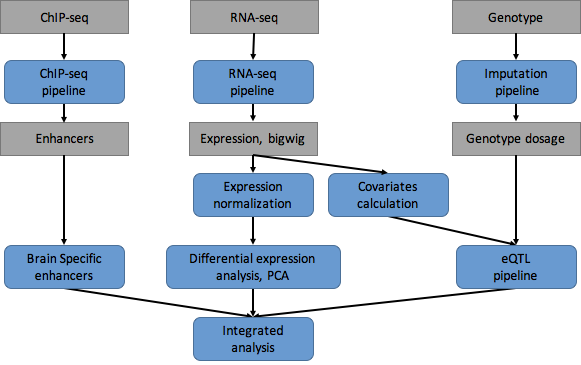 ChIP-seq
RNA-seq
Genotype
ChIP-seq
pipeline
RNA-seq
pipeline
Imputation
pipeline
Enhancers
Expression, bigwig
Genotype dosage
Expression
normalization
Covariates
calculation
Brain Specific
enhancers
Differential expression
analysis, PCA
eQTL
pipeline
Integrated
analysis